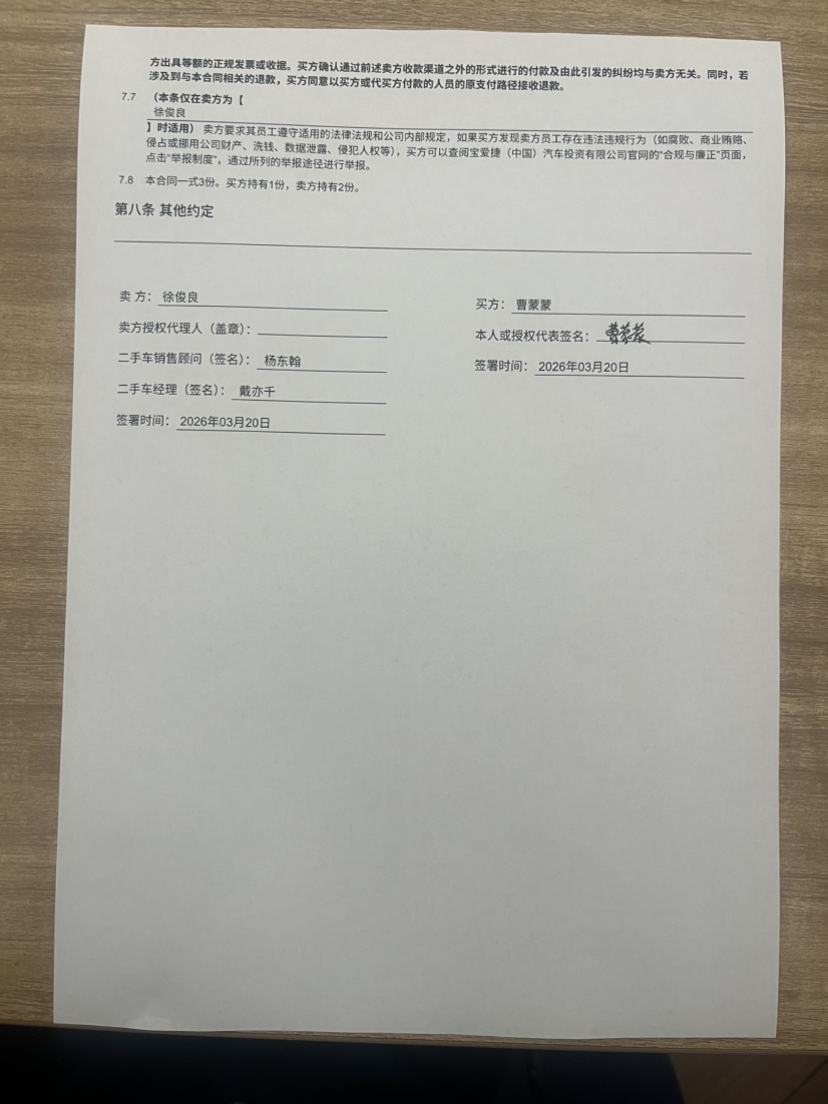 方出具等额的正规发票或收据。买方确认通过前述卖方收款渠道之外的形式进行的付款及由此引发的纠纷均与卖方无关。同时，若
涉及到与本合同相关的退款，买方同意以买方或代买方付款的人员的原支付路径接收退款。
7.7 （本条仅在卖方为【
徐俊良
】时适用） 卖方要求其员工遵守适用的法律法规和公司内部规定，如果买方发现卖方员工存在违法违规行为（如腐败、商业贿赂、
侵占或挪用公司财产、洗钱、数据泄露、侵犯人权等），买方可以查阅宝爱捷（中国）汽车投资有限公司官网的“合规与廉正”页面，
点击“举报制度”，通过所列的举报途径进行举报。
7.8 本合同一式3份。买方持有1份，卖方持有2份。
第八条 其他约定
卖 方： 徐俊良
卖方授权代理人（盖章）：
二手车销售顾问（签名）： 杨东翰
二手车经理（签名）： 戴亦千
签署时间： 2026年03月20日
买方： 曹蒙蒙
本人或授权代表签名： 曹蒙蒙
签署时间： 2026年03月20日